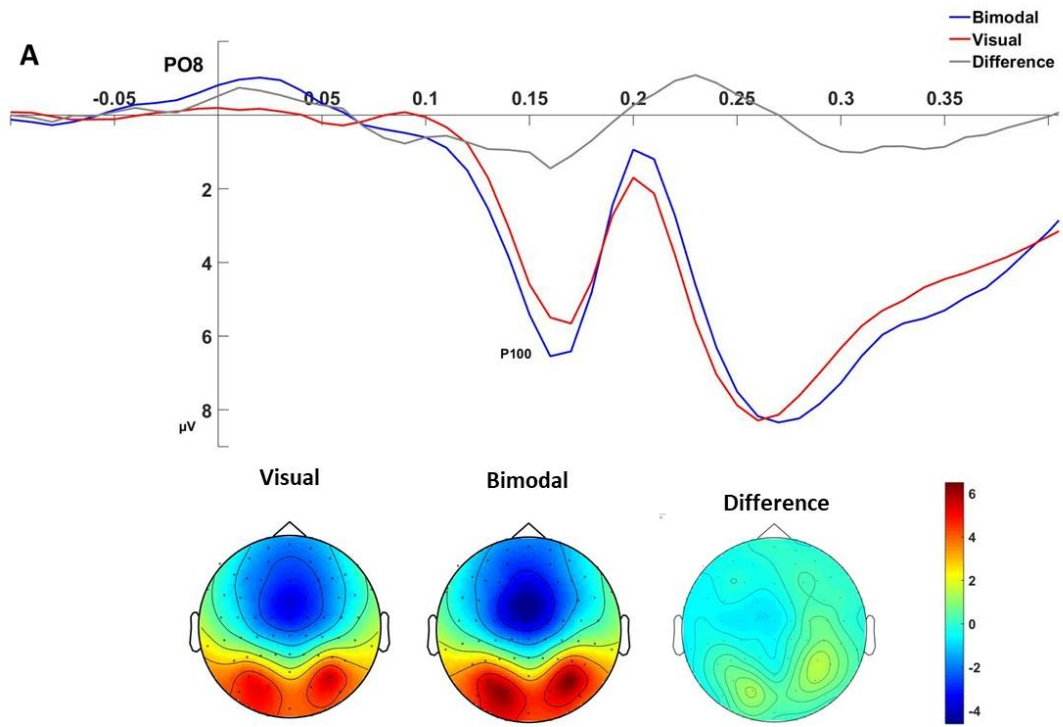 Bimodal
Visual
Difference
A
PO8
-0.05 0.05 0.1 0.15 0.2 0.25 0.3 0.35
2
4
6
P100
8
µV
Visual Bimodal Difference
6
4
2
0
-2
-4